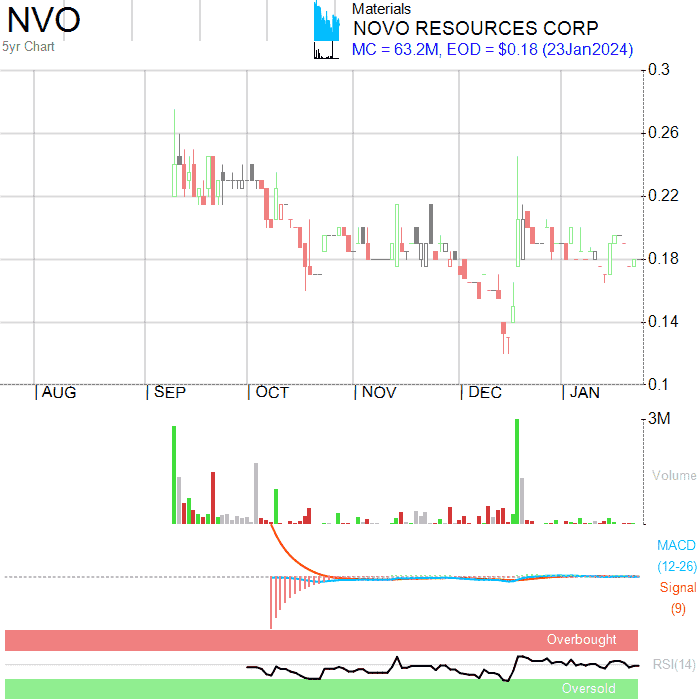 NVO
5yr Chart
Materials
NOVO RESOURCES CORP
MC = 63.2M, EOD = $0.18 (23Jan2024)
0.3
0.26
0.22
0.18
0.14
0.1
|AUG |SEP |OCT |NOV |DEC |JAN
3M
Volume
MACD
(12-26)
Signal
(9)
Overbought
RSI(14)
Oversold